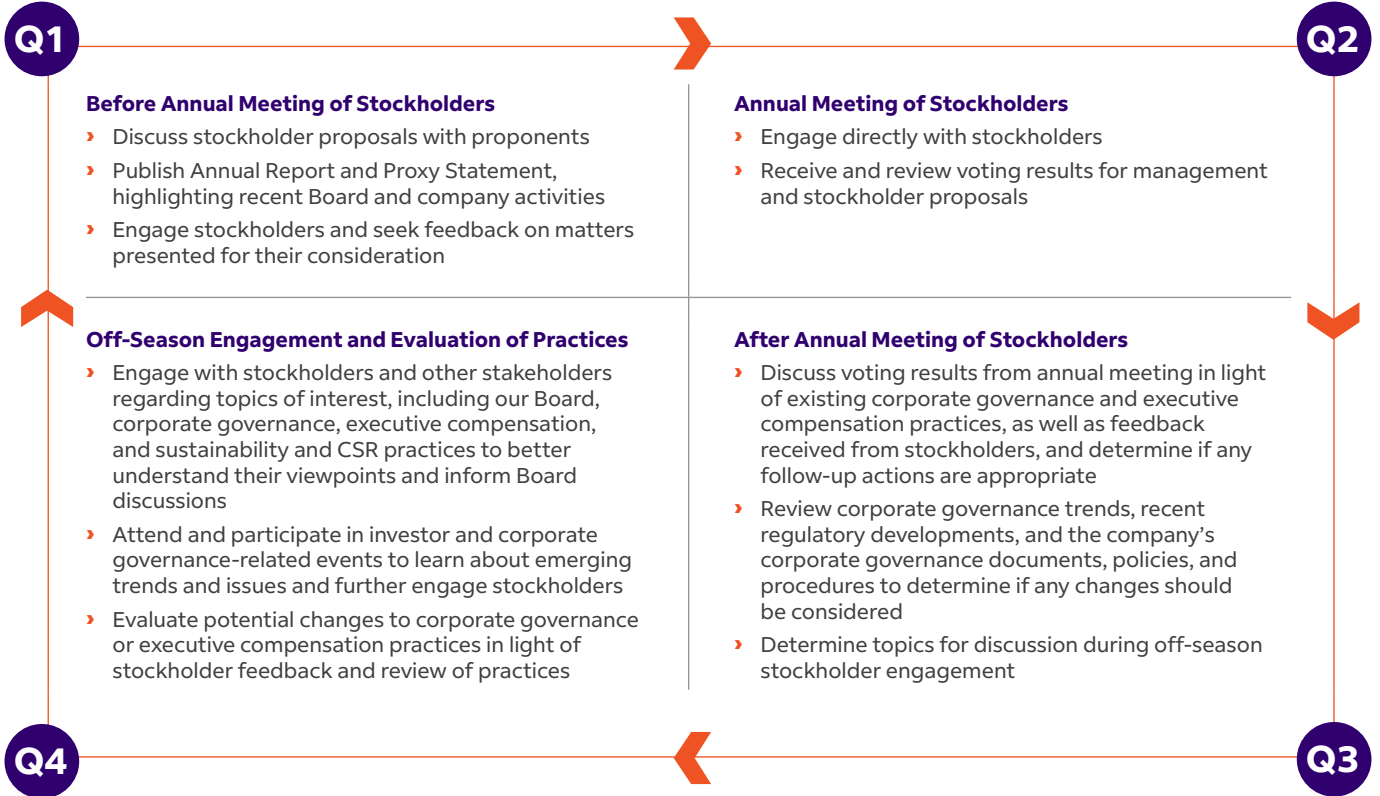 Q1
Q2
Before Annual Meeting of Stockholders
› Discuss stockholder proposals with proponents
› Publish Annual Report and Proxy Statement,
highlighting recent Board and company activities
› Engage stockholders and seek feedback on matters
presented for their consideration
Annual Meeting of Stockholders
› Engage directly with stockholders
› Receive and review voting results for management
and stockholder proposals
Off-Season Engagement and Evaluation of Practices
› Engage with stockholders and other stakeholders
regarding topics of interest, including our Board,
corporate governance, executive compensation,
and sustainability and CSR practices to better
understand their viewpoints and inform Board
discussions
› Attend and participate in investor and corporate
governance-related events to learn about emerging
trends and issues and further engage stockholders
› Evaluate potential changes to corporate governance
or executive compensation practices in light of
stockholder feedback and review of practices
After Annual Meeting of Stockholders
› Discuss voting results from annual meeting in light
of existing corporate governance and executive
compensation practices, as well as feedback
received from stockholders, and determine if any
follow-up actions are appropriate
› Review corporate governance trends, recent
regulatory developments, and the company’s
corporate governance documents, policies, and
procedures to determine if any changes should
be considered
› Determine topics for discussion during off-season
stockholder engagement
Q4
Q3